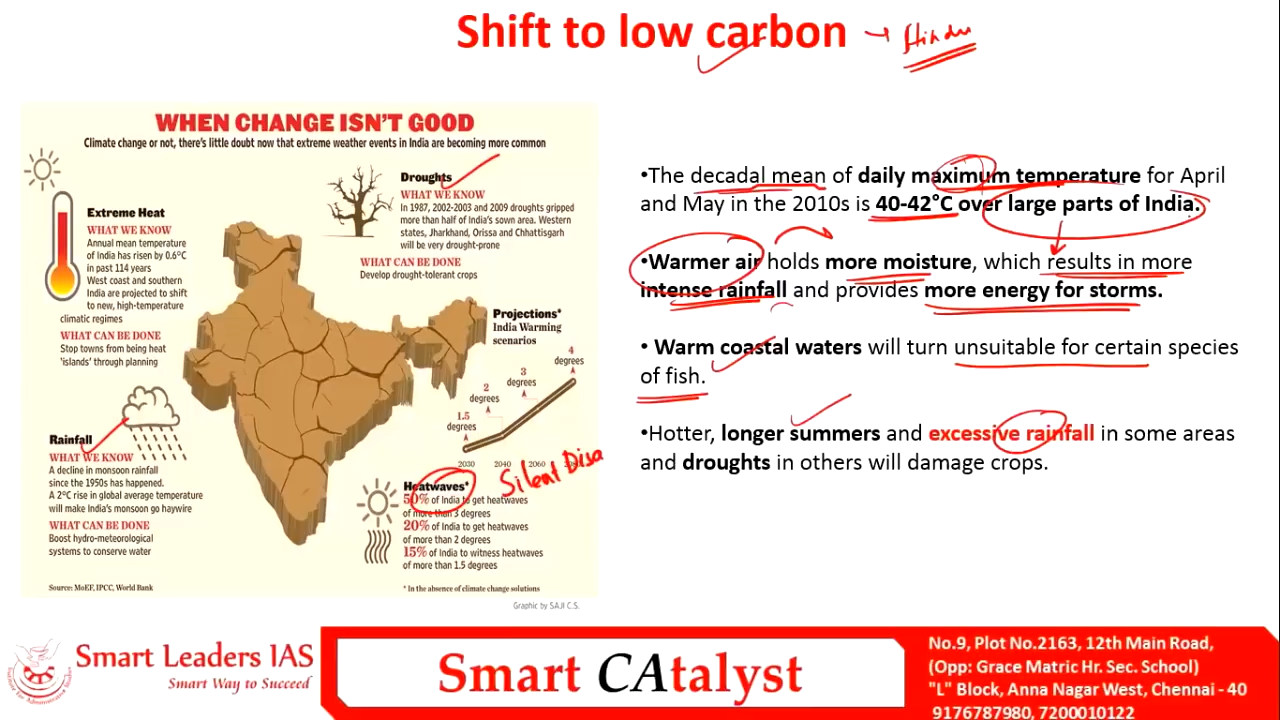 Shift to low carbon → Hindu
WHEN CHANGE ISN'T GOOD
Climate change or not, there's little doubt now that extreme weather events in India are becoming more common
Extreme Heat
WHAT WE KNOW
Annual mean temperature
of India has risen by 0.6°C
in past 114 years
West coast and southern
India are projected to shift
to new, high-temperature
climatic regimes
WHAT CAN BE DONE
Stop towns from being heat
'islands' through planning
Rainfall
WHAT WE KNOW
A decline in monsoon rainfall
since the 1950s has happened.
A 2°C rise in global average temperature
will make India's monsoon go haywire
WHAT CAN BE DONE
Boost hydro-meteorological
systems to conserve water
Source: MoEF, IPCC, World Bank
Droughts
WHAT WE KNOW
In 1987, 2002-2003 and 2009 droughts gripped
more than half of India's sown area. Western
states, Jharkhand, Orissa and Chhattisgarh
will be very drought-prone
WHAT CAN BE DONE
Develop drought-tolerant crops
Projections*
India Warming
scenarios
4
degrees
3
degrees
2
degrees
1.5
degrees
2030 2040 2060
Silent Disa
Heatwaves*
50% of India to get heatwaves
of more than 3 degrees
20% of India to get heatwaves
of more than 2 degrees
15% of India to witness heatwaves
of more than 1.5 degrees
* In the absence of climate change solutions
Graphic by SAJI C.S.
•The decadal mean of daily maximum temperature for April
and May in the 2010s is 40-42°C over large parts of India.
•Warmer air holds more moisture, which results in more
intense rainfall and provides more energy for storms.
• Warm coastal waters will turn unsuitable for certain species
of fish.
•Hotter, longer summers and excessive rainfall in some areas
and droughts in others will damage crops.
Smart Leaders IAS
Smart Way to Succeed
Smart CAtalyst
No.9, Plot No.2163, 12th Main Road,
(Opp: Grace Matric Hr. Sec. School)
"L" Block, Anna Nagar West, Chennai - 40
9176787980, 7200010122